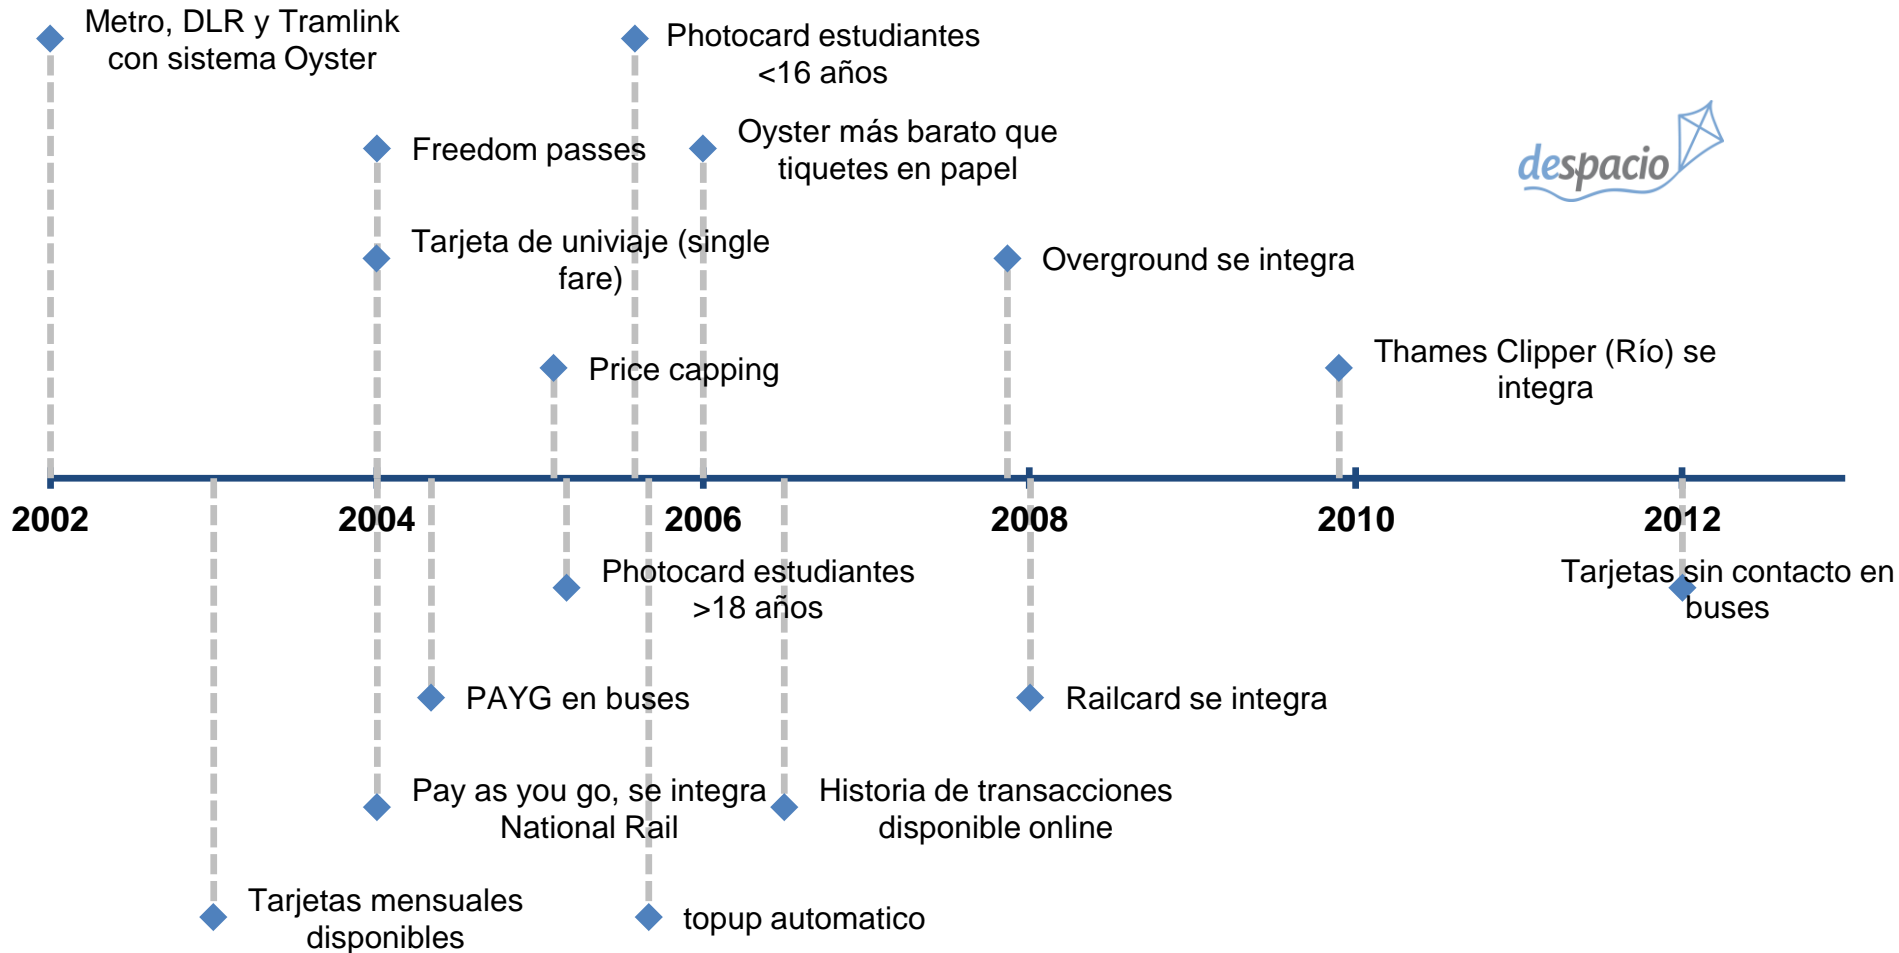 Metro, DLR y Tramlink
con sistema Oyster
Photocard estudiantes
<16 años
Freedom passes
Oyster más barato que
tiquetes en papel
despacio
Tarjeta de univiaje (single
fare)
Overground se integra
Price capping
Thames Clipper (Río) se
integra
2002
2004
2006
2008
2010
2012
Photocard estudiantes
>18 años
Tarjetas sin contacto en
buses
PAYG en buses
Railcard se integra
Pay as you go, se integra
National Rail
Historia de transacciones
disponible online
Tarjetas mensuales
disponibles
topup automatico